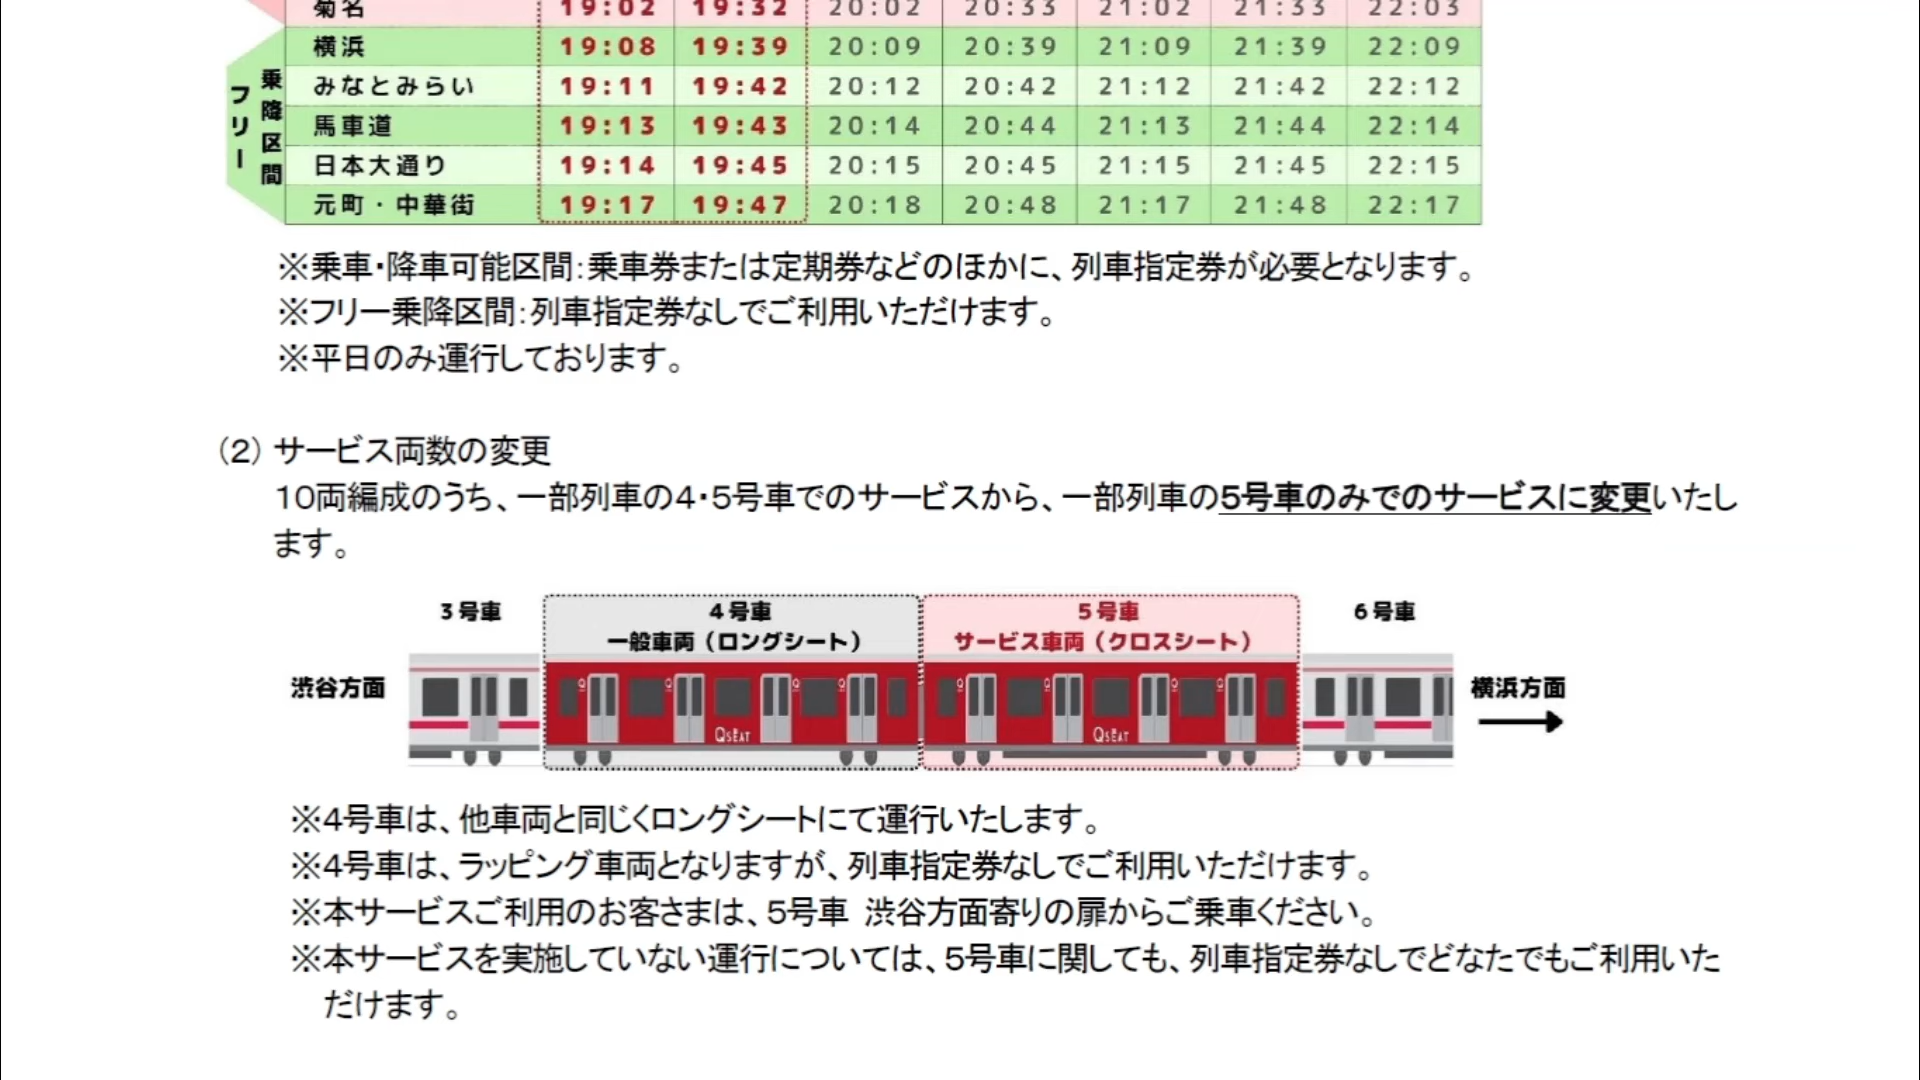 菊名 19:02 19:32 20:02 20:33 21:02 21:33 22:03
横浜 19:08 19:39 20:09 20:39 21:09 21:39 22:09
みなとみらい 19:11 19:42 20:12 20:42 21:12 21:42 22:12
馬車道 19:13 19:43 20:14 20:44 21:13 21:44 22:14
日本大通り 19:14 19:45 20:15 20:45 21:15 21:45 22:15
元町・中華街 19:17 19:47 20:18 20:48 21:17 21:48 22:17
フリー
乗降区間
※乗車・降車可能区間：乗車券または定期券などのほかに、列車指定券が必要となります。
※フリー乗降区間：列車指定券なしでご利用いただけます。
※平日のみ運行しております。
（２） サービス両数の変更
１０両編成のうち、一部列車の４・５号車でのサービスから、一部列車の５号車のみでのサービスに変更いたし
ます。
３号車
４号車
一般車両（ロングシート）
５号車
サービス車両（クロスシート）
６号車
渋谷方面
横浜方面
Q SEAT
Q SEAT
※４号車は、他車両と同じくロングシートにて運行いたします。
※４号車は、ラッピング車両となりますが、列車指定券なしでご利用いただけます。
※本サービスご利用のお客さまは、５号車 渋谷方面寄りの扉からご乗車ください。
※本サービスを実施していない運行については、５号車に関しても、列車指定券なしでどなたでもご利用いた
だけます。